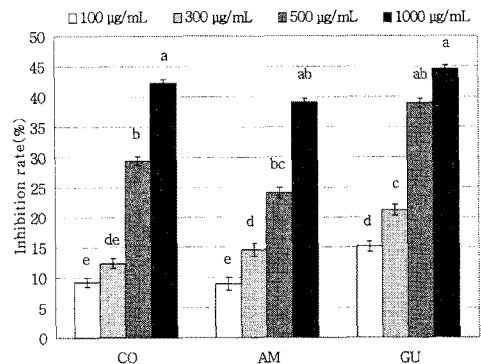 100 μg/mL 300 μg/mL 500 μg/mL 1000 μg/mL
50
45
40
35
30
25
20
15
10
5
0
Inhibition rate(%)
e de b a
e d bc ab
d c ab a
CO AM GU